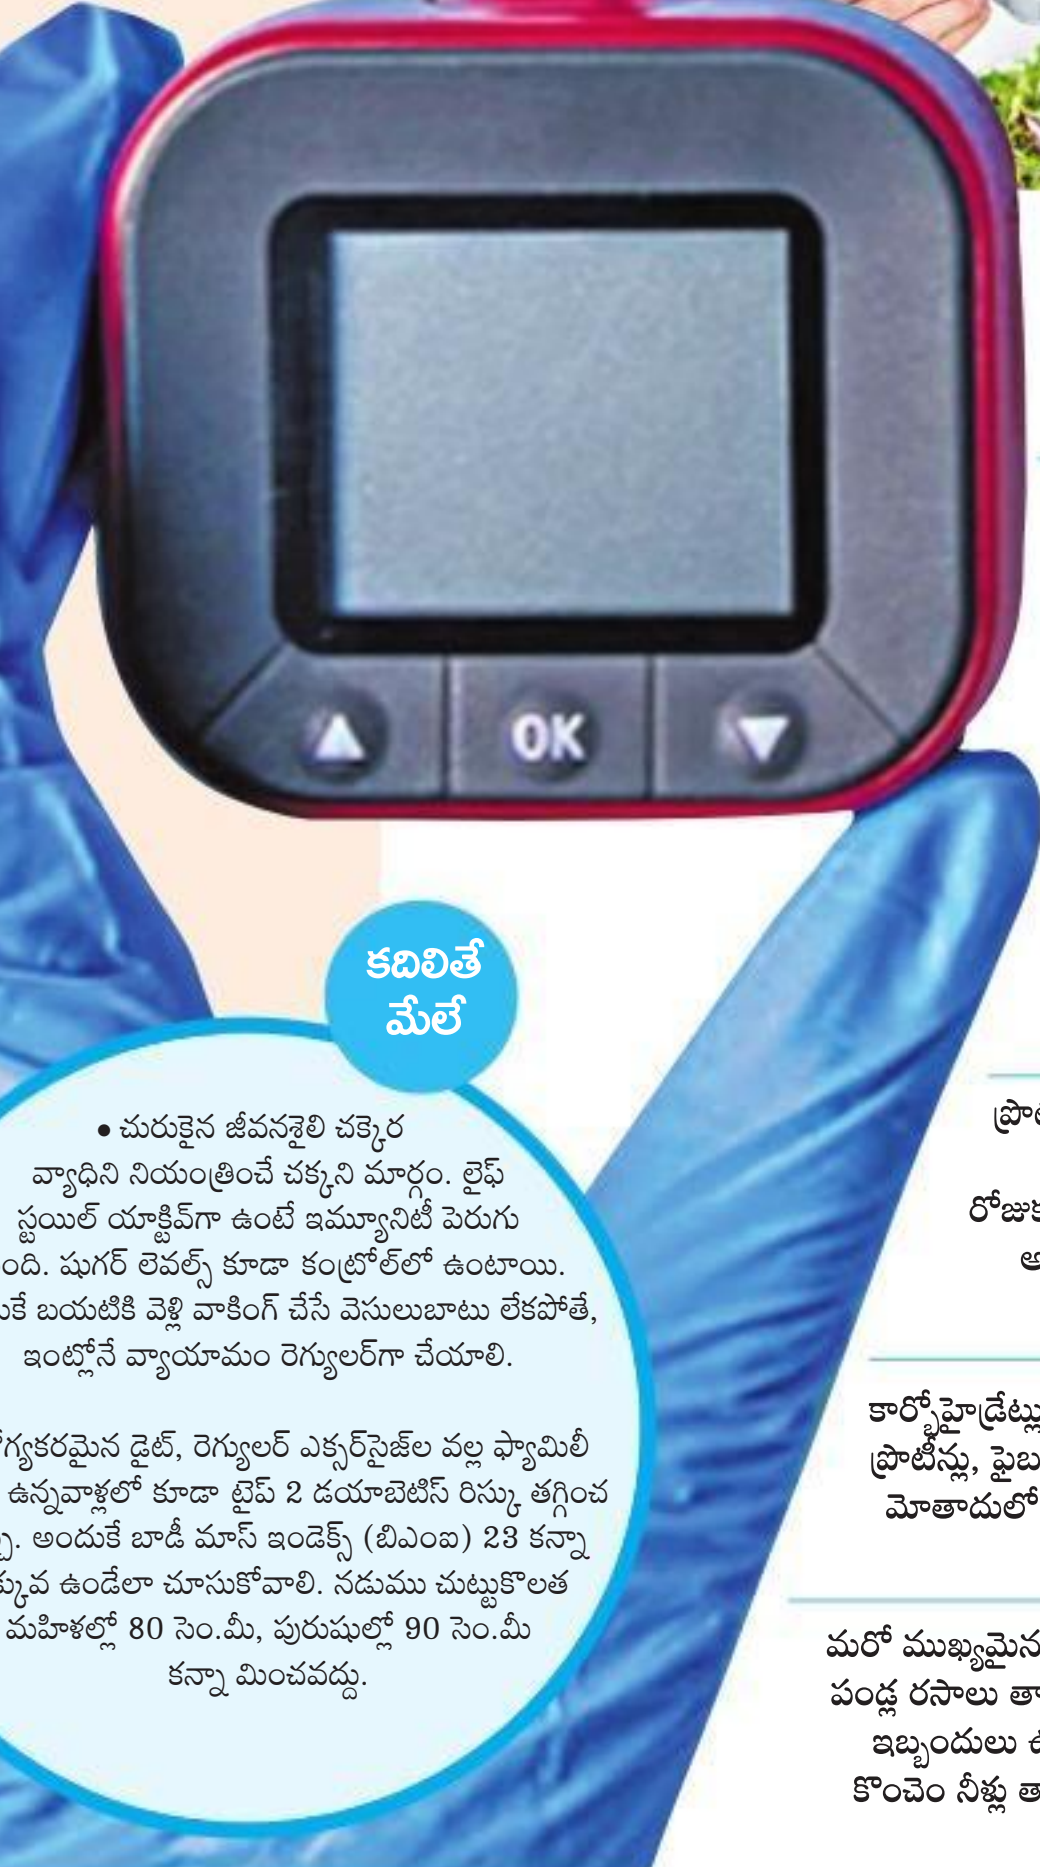 OK
కదిలితే
మేలే
• చురుకైన జీవనశైలి చక్కెర
వ్యాధిని నియంత్రించే చక్కని మార్గం. లైఫ్
స్టయిల్ యాక్టివ్‌గా ఉంటే ఇమ్యూనిటీ పెరుగు
షుగర్ లెవల్స్ కూడా కంట్రోల్‌లో ఉంటాయి.
బయటికి వెళ్లి వాకింగ్ చేసే వెసులుబాటు లేకపోతే,
ఇంట్లోనే వ్యాయామం రెగ్యులర్‌గా చేయాలి.
డైట్, రెగ్యులర్ ఎక్సర్‌సైజ్‌ల వల్ల ఫ్యామిలీ
ఉన్నవాళ్లలో కూడా టైప్ 2 డయాబెటిస్ రిస్కు తగ్గించ
అందుకే బాడీ మాస్ ఇండెక్స్ (బిఎంఐ) 23 కన్నా
ఉండేలా చూసుకోవాలి. నడుము చుట్టుకొలత
మహిళల్లో 80 సెం.మీ, పురుషుల్లో 90 సెం.మీ
కన్నా మించవద్దు.
కార్బోహైడ్రేట్లు
ప్రొటీన్లు,
మోతాదులో
మరో ముఖ్యమైన
పండ్ల రసాలు
ఇబ్బందులు
కొంచెం నీళ్లు